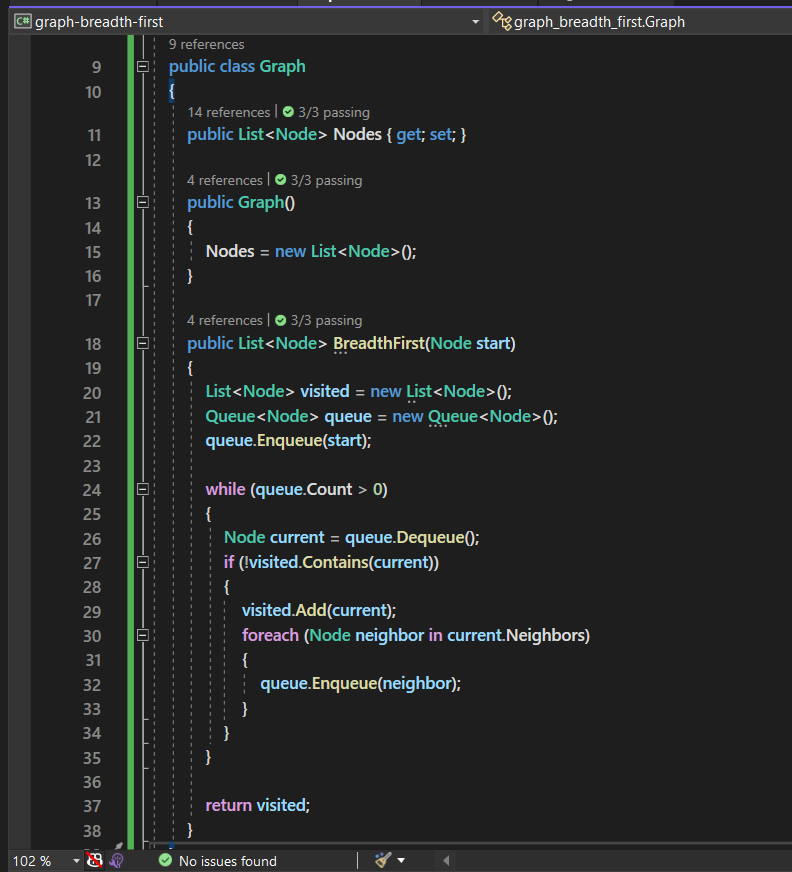 graph-breadth-first graph_breadth_first.Graph
9 references
9 public class Graph
10 {
14 references | 3/3 passing
11 public List<Node> Nodes { get; set; }
12
4 references | 3/3 passing
13 public Graph()
14 {
15 Nodes = new List<Node>();
16 }
17
4 references | 3/3 passing
18 public List<Node> BreadthFirst(Node start)
19 {
20 List<Node> visited = new List<Node>();
21 Queue<Node> queue = new Queue<Node>();
22 queue.Enqueue(start);
23
24 while (queue.Count > 0)
25 {
26 Node current = queue.Dequeue();
27 if (!visited.Contains(current))
28 {
29 visited.Add(current);
30 foreach (Node neighbor in current.Neighbors)
31 {
32 queue.Enqueue(neighbor);
33 }
34 }
35 }
36
37 return visited;
38 }
102 % No issues found